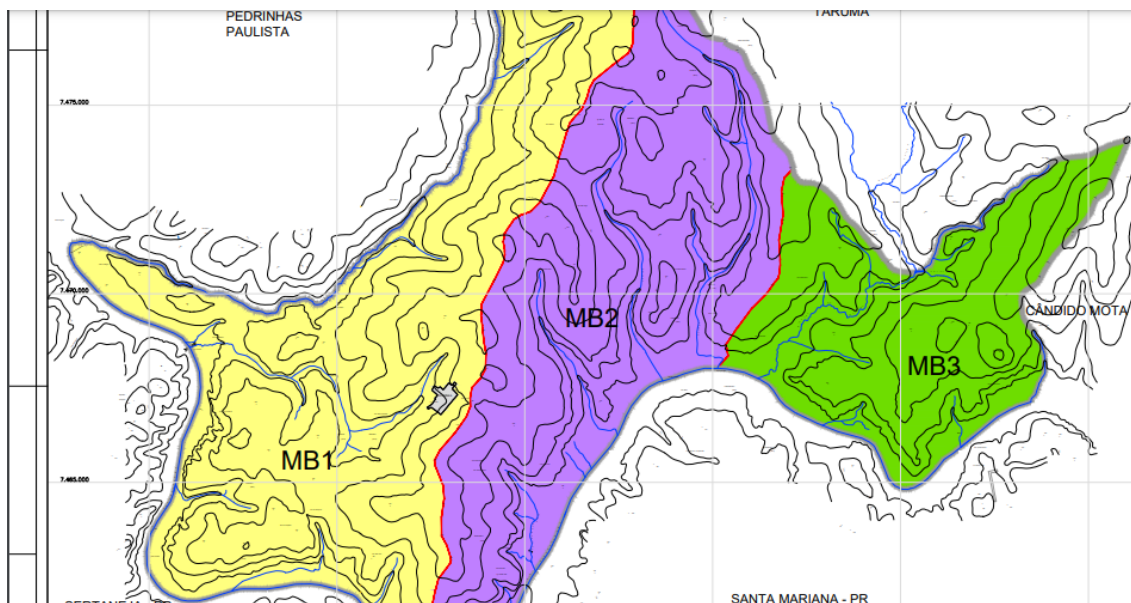 PEDRINHAS
PAULISTA
TARUMA
7.475.000
7.470.000
CÂNDIDO MOTA
MB2
MB3
MB1
7.465.000
SANTA MARIANA - PR